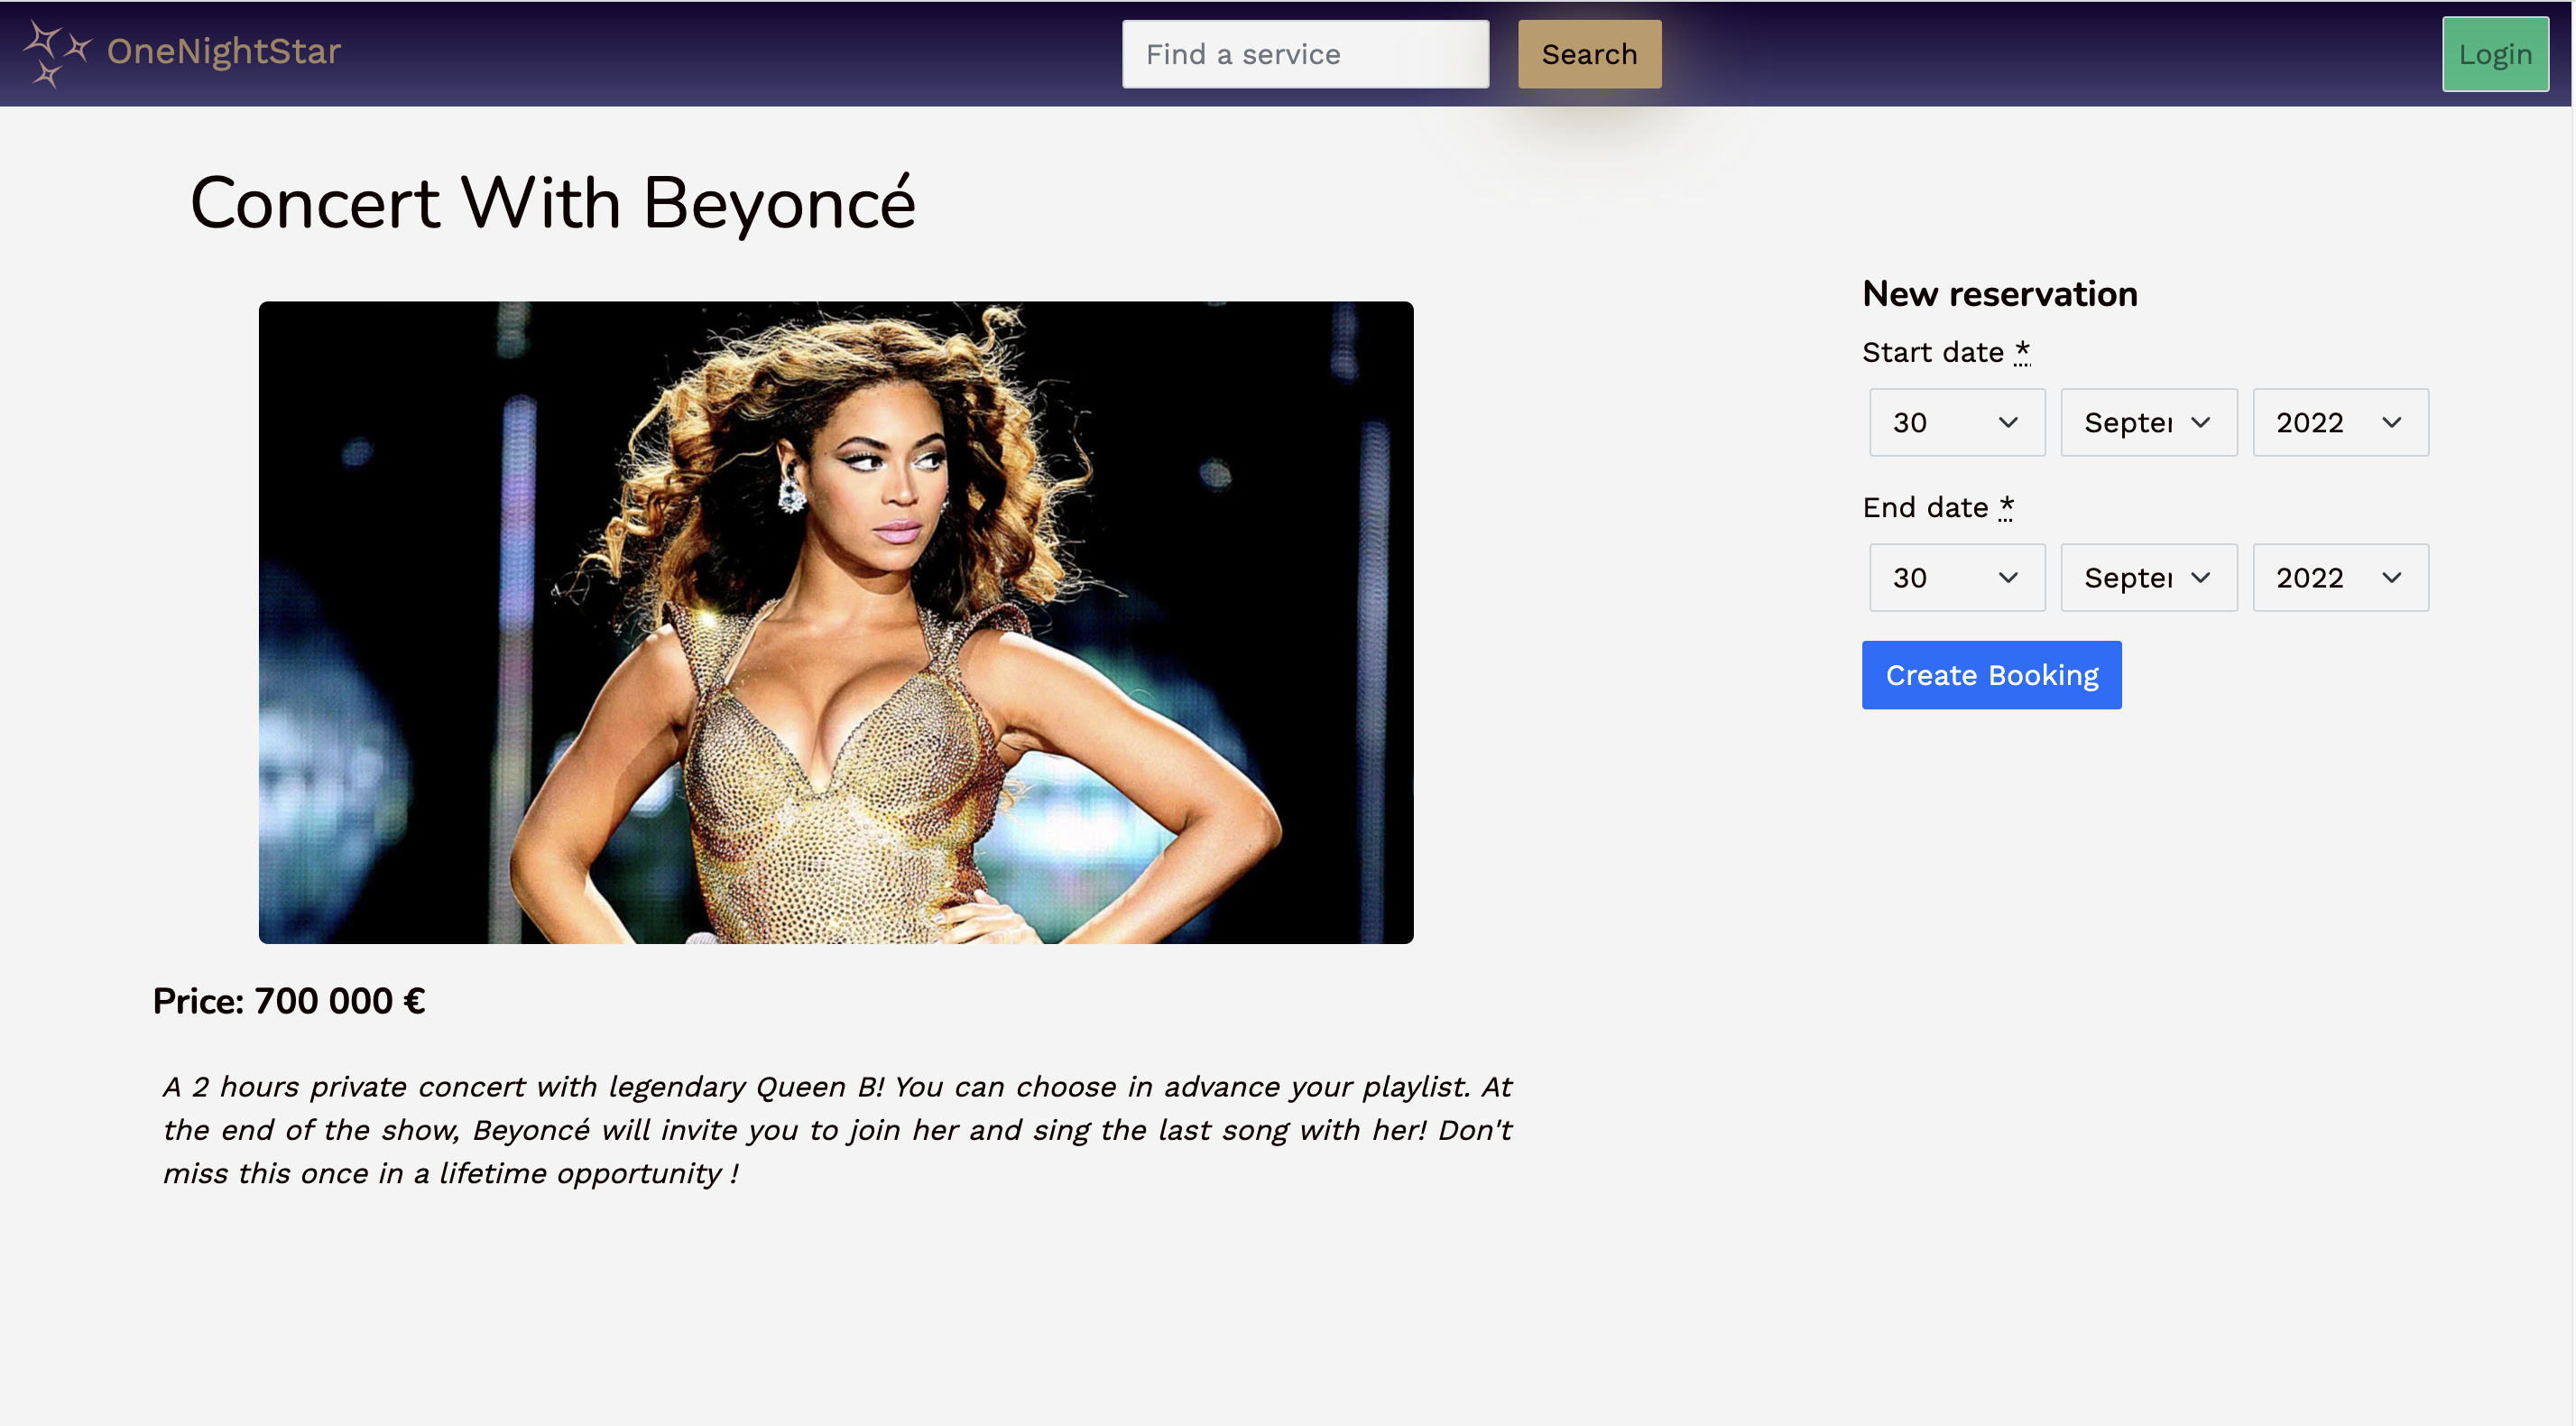 OneNightStar
Find a service
Search
Login
Concert With Beyoncé
New reservation
Start date *
30 Septer 2022
End date *
30 Septer 2022
Create Booking
Price: 700 000 €
A 2 hours private concert with legendary Queen B! You can choose in advance your playlist. At
the end of the show, Beyoncé will invite you to join her and sing the last song with her! Don't
miss this once in a lifetime opportunity !